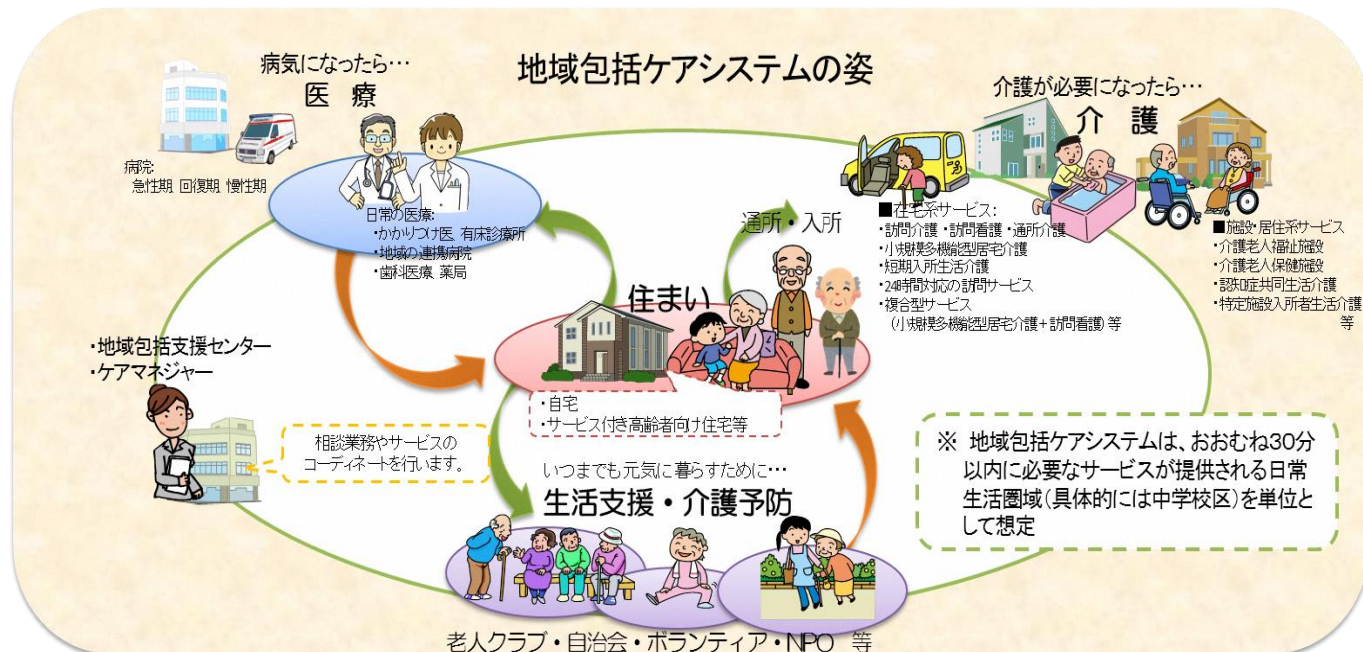 地域包括ケアシステムの姿
病気になったら…
医 療
病院:
急性期、回復期、慢性期
日常の医療:
・かかりつけ医、有床診療所
・地域の連携病院
・歯科医療、薬局
介護が必要になったら…
介 護
通所・入所
■在宅系サービス:
・訪問介護・訪問看護・通所介護
・小規模多機能型居宅介護
・短期入所生活介護
・24時間対応の訪問サービス
・複合型サービス
(小規模多機能型居宅介護+訪問看護)等
■施設・居住系サービス
・介護老人福祉施設
・介護老人保健施設
・認知症共同生活介護
・特定施設入所者生活介護
等
住まい
・自宅
・サービス付き高齢者向け住宅等
・地域包括支援センター
・ケアマネジャー
相談業務やサービスの
コーディネートを行います。
いつまでも元気に暮らすために…
生活支援・介護予防
老人クラブ・自治会・ボランティア・NPO 等
※ 地域包括ケアシステムは、おおむね30分
以内に必要なサービスが提供される日常
生活圏域(具体的には中学校区)を単位と
して想定